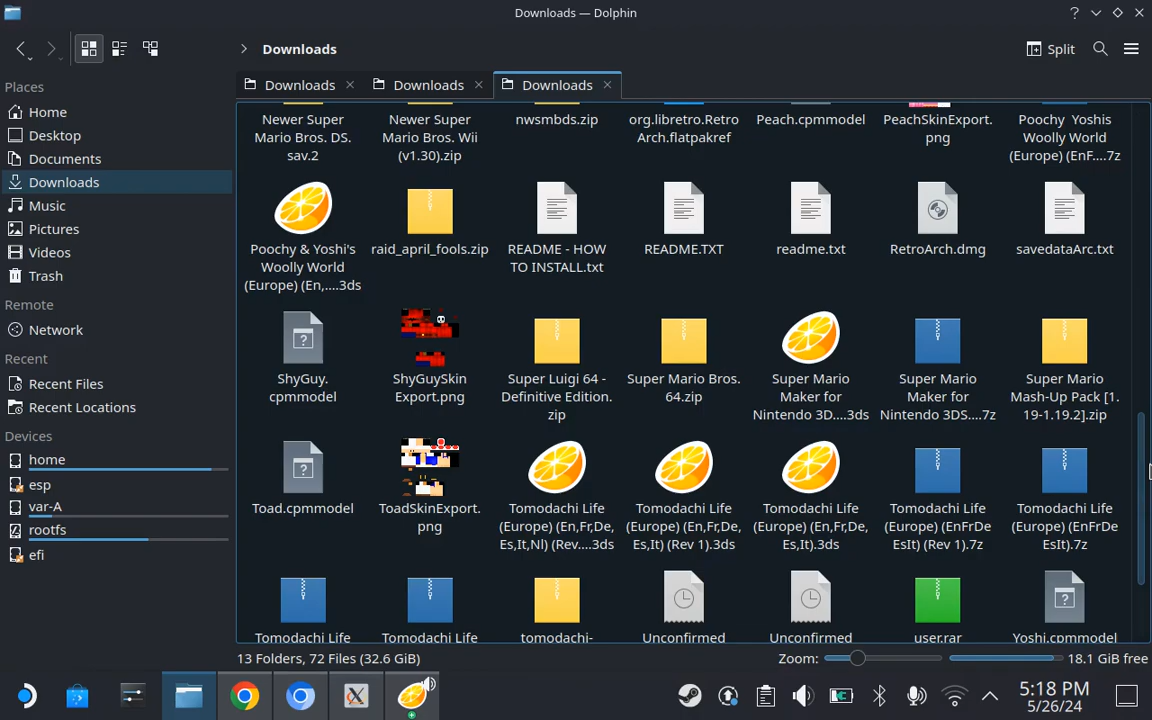 Downloads — Dolphin
Split
Downloads
Downloads
Downloads
Downloads
Places
Home
Desktop
Documents
Downloads
Music
Pictures
Videos
Trash
Remote
Network
Recent
Recent Files
Recent Locations
Devices
home
esp
var-A
rootfs
efi
Newer Super
Mario Bros. DS.
sav.2
Newer Super
Mario Bros. Wii
(v1.30).zip
nwsmbds.zip
org.libretro.Retro
Arch.flatpakref
Peach.cpmmodel
PeachSkinExport.
png
Poochy Yoshis
Woolly World
(Europe) (EnF....7z
Poochy & Yoshi's
Woolly World
(Europe) (En,....3ds
raid_april_fools.zip
README - HOW
TO INSTALL.txt
README.TXT
readme.txt
RetroArch.dmg
savedataArc.txt
ShyGuy.
cpmmodel
ShyGuySkin
Export.png
Super Luigi 64 -
Definitive Edition.
zip
Super Mario Bros.
64.zip
Super Mario
Maker for
Nintendo 3D....3ds
Super Mario
Maker for
Nintendo 3DS....7z
Super Mario
Mash-Up Pack [1.
19-1.19.2].zip
Toad.cpmmodel
ToadSkinExport.
png
Tomodachi Life
(Europe) (En,Fr,De,
Es,It,Nl) (Rev....3ds
Tomodachi Life
(Europe) (En,Fr,De,
Es,It) (Rev 1).3ds
Tomodachi Life
(Europe) (En,Fr,De,
Es,It).3ds
Tomodachi Life
(Europe) (EnFrDe
EsIt) (Rev 1).7z
Tomodachi Life
(Europe) (EnFrDe
EsIt).7z
Tomodachi Life
Tomodachi Life
tomodachi-
Unconfirmed
Unconfirmed
user.rar
Yoshi.cpmmodel
13 Folders, 72 Files (32.6 GiB)
Zoom:
18.1 GiB free
5:18 PM
5/26/24